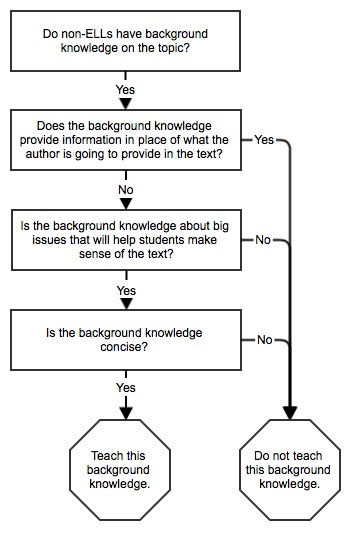 Do non-ELLs have background
knowledge on the topic?
Yes
Does the background knowledge
provide information in place of what the
author is going to provide in the text?
Yes
No
Is the background knowledge about big
issues that will help students make
sense of the text?
No
Yes
Is the background knowledge
concise?
No
Yes
Teach this
background
knowledge.
Do not teach
this background
knowledge.